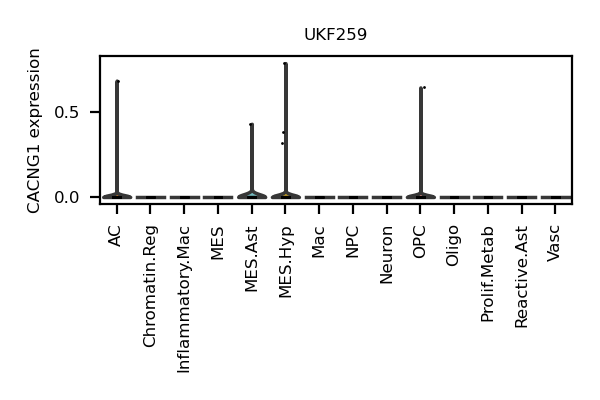 UKF259
CACNG1 expression
0.5
0.0
AC
Chromatin.Reg
Inflammatory.Mac
MES
MES.Ast
MES.Hyp
Mac
NPC
Neuron
OPC
Oligo
Prolif.Metab
Reactive.Ast
Vasc